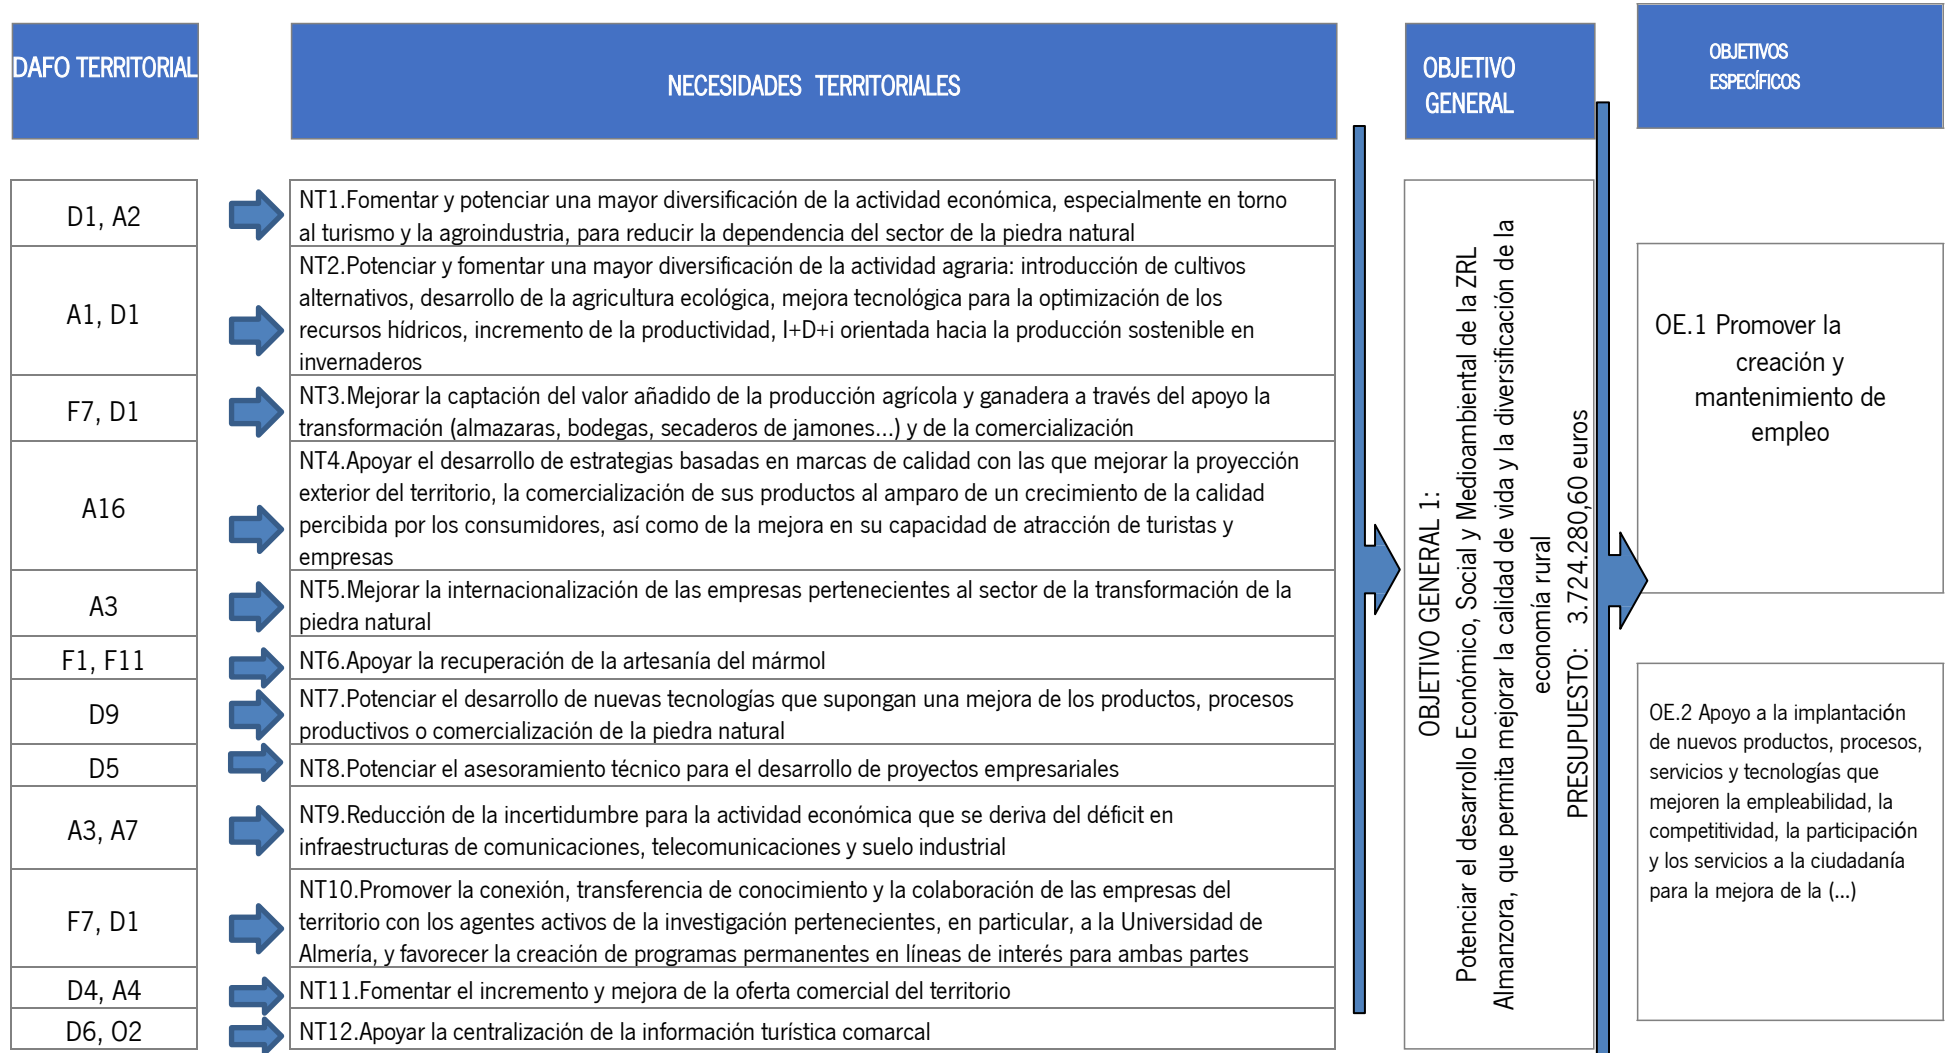 DAFO TERRITORIAL
NECESIDADES TERRITORIALES
OBJETIVO
GENERAL
OBJETIVOS
ESPECÍFICOS
D1, A2
NT1.Fomentar y potenciar una mayor diversificación de la actividad económica, especialmente en torno
al turismo y la agroindustria, para reducir la dependencia del sector de la piedra natural
A1, D1
NT2.Potenciar y fomentar una mayor diversificación de la actividad agraria: introducción de cultivos
alternativos, desarrollo de la agricultura ecológica, mejora tecnológica para la optimización de los
recursos hídricos, incremento de la productividad, I+D+i orientada hacia la producción sostenible en
invernaderos
F7, D1
NT3.Mejorar la captación del valor añadido de la producción agrícola y ganadera a través del apoyo la
transformación (almazaras, bodegas, secaderos de jamones...) y de la comercialización
A16
NT4.Apoyar el desarrollo de estrategias basadas en marcas de calidad con las que mejorar la proyección
exterior del territorio, la comercialización de sus productos al amparo de un crecimiento de la calidad
percibida por los consumidores, así como de la mejora en su capacidad de atracción de turistas y
empresas
A3
NT5.Mejorar la internacionalización de las empresas pertenecientes al sector de la transformación de la
piedra natural
F1, F11
NT6.Apoyar la recuperación de la artesanía del mármol
D9
NT7.Potenciar el desarrollo de nuevas tecnologías que supongan una mejora de los productos, procesos
productivos o comercialización de la piedra natural
D5
NT8.Potenciar el asesoramiento técnico para el desarrollo de proyectos empresariales
A3, A7
NT9.Reducción de la incertidumbre para la actividad económica que se deriva del déficit en
infraestructuras de comunicaciones, telecomunicaciones y suelo industrial
F7, D1
NT10.Promover la conexión, transferencia de conocimiento y la colaboración de las empresas del
territorio con los agentes activos de la investigación pertenecientes, en particular, a la Universidad de
Almería, y favorecer la creación de programas permanentes en líneas de interés para ambas partes
D4, A4
NT11.Fomentar el incremento y mejora de la oferta comercial del territorio
D6, O2
NT12.Apoyar la centralización de la información turística comarcal
OBJETIVO GENERAL 1:
Potenciar el desarrollo Económico, Social y Medioambiental de la ZRL
Almanzora, que permita mejorar la calidad de vida y la diversificación de la
economía rural
PRESUPUESTO: 3.724.280,60 euros
OE.1 Promover la
creación y
mantenimiento de
empleo
OE.2 Apoyo a la implantación
de nuevos productos, procesos,
servicios y tecnologías que
mejoren la empleabilidad, la
competitividad, la participación
y los servicios a la ciudadanía
para la mejora de la (...)